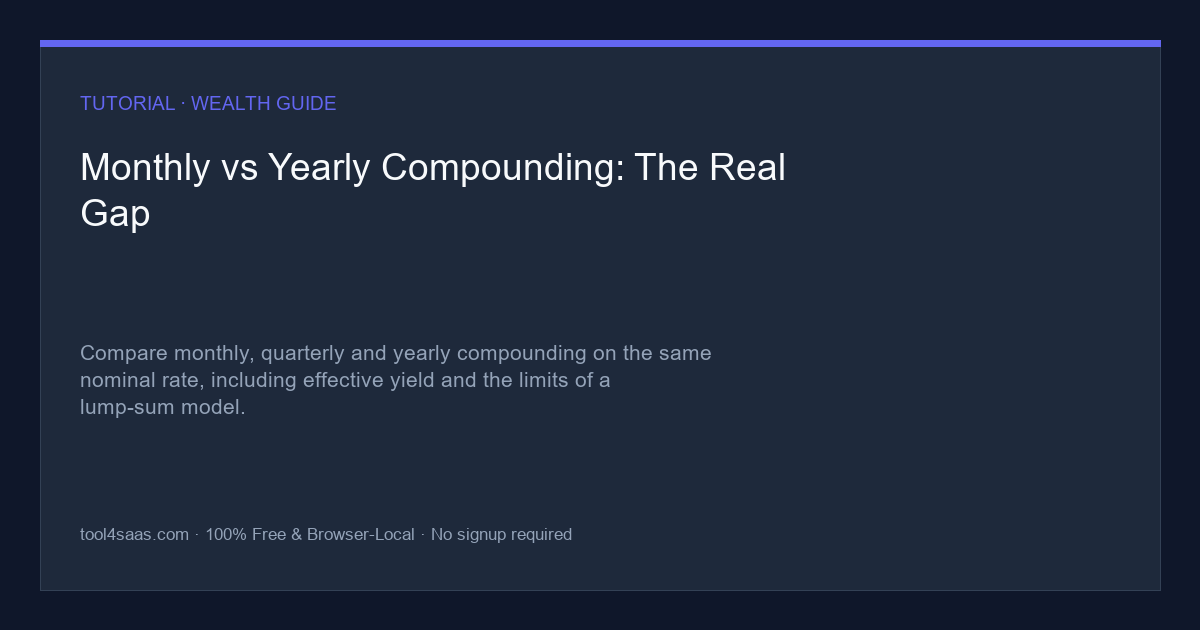 TUTORIAL · WEALTH GUIDE
Monthly vs Yearly Compounding: The Real
Gap
Compare monthly, quarterly and yearly compounding on the same
nominal rate, including effective yield and the limits of a
lump-sum model.
tool4saas.com · 100% Free & Browser-Local · No signup required